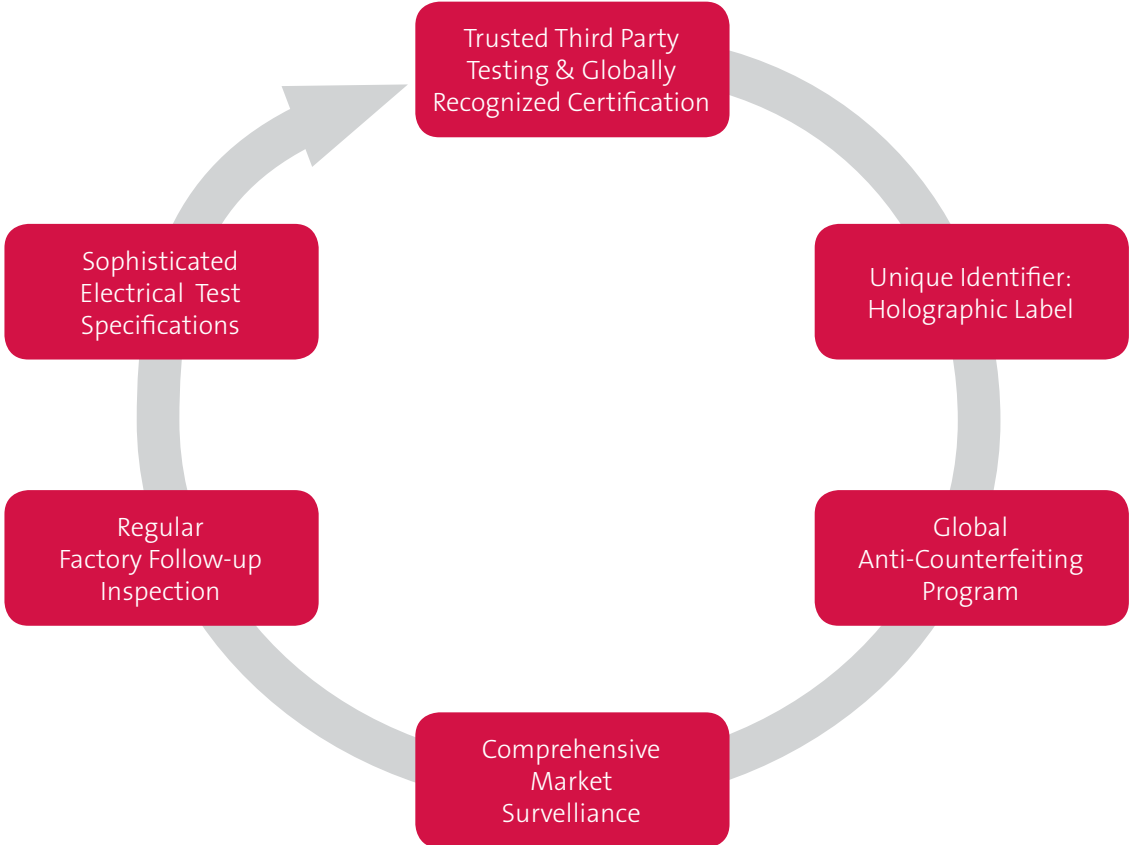 Trusted Third Party
Testing & Globally
Recognized Certification
Unique Identifier:
Holographic Label
Global
Anti-Counterfeiting
Program
Comprehensive
Market
Survelliance
Regular
Factory Follow-up
Inspection
Sophisticated
Electrical Test
Specifications